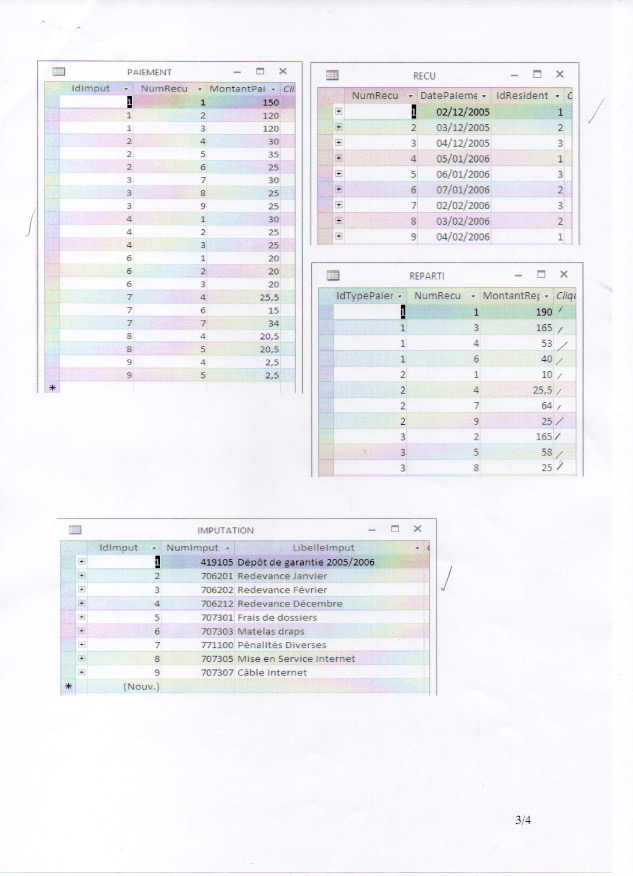 PAIEMENT
IdImput NumRecu MontantPai Cli
1 1 150
1 2 120
1 3 120
2 4 30
2 5 35
2 6 25
3 7 30
3 8 25
3 9 25
4 1 30
4 2 25
4 3 25
6 1 20
6 2 20
6 3 20
7 4 25,5
7 6 15
7 7 34
8 4 20,5
8 5 20,5
9 4 2,5
9 5 2,5
*
RECU
NumRecu DatePaieme IdResident C
1 02/12/2005 1
2 03/12/2005 2
3 04/12/2005 3
4 05/01/2006 1
5 06/01/2006 3
6 07/01/2006 2
7 02/02/2006 3
8 03/02/2006 2
9 04/02/2006 1
REPARTI
IdTypePaier NumRecu MontantRep Cliqu
1 1 190
1 3 165
1 4 53
1 6 40
2 1 10
2 4 25,5
2 7 64
2 9 25
3 2 165
3 5 58
3 8 25
IMPUTATION
IdImput NumImput LibelleImput
1 419105 Dépôt de garantie 2005/2006
2 706201 Redevance Janvier
3 706202 Redevance Février
4 706212 Redevance Décembre
5 707301 Frais de dossiers
6 707303 Matelas draps
7 771100 Pénalités Diverses
8 707305 Mise en Service Internet
9 707307 Câble Internet
* (Nouv.)
3/4